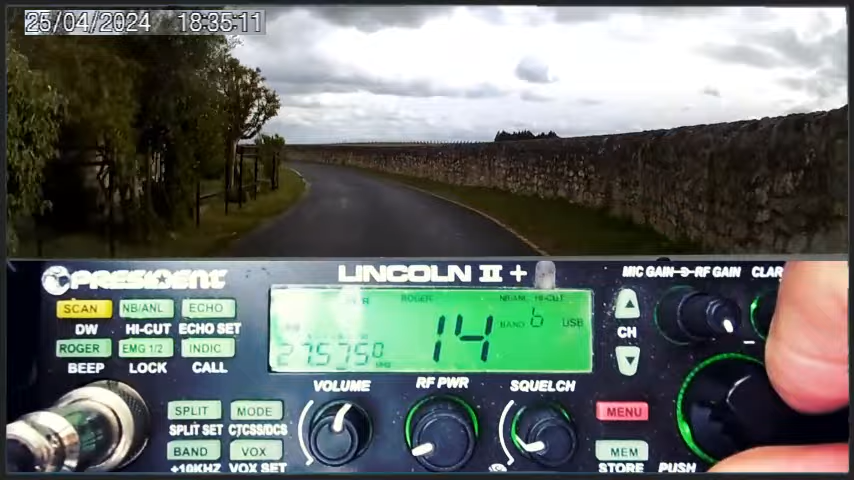 25/04/2024 18:35:11
PRESIDENT LINCOLN II + MIC GAIN RF GAIN CLAR
SCAN NB/ANL ECHO ROGER NB/ANL HI-CUT
DW HI-CUT ECHO SET 14 BAND b USB CH
ROGER EMG 1/2 INDIC 27.5750
BEEP LOCK CALL VOLUME RF PWR SQUELCH
SPLIT MODE MENU
SPLIT SET CTCSS/DCS
BAND VOX MEM
+10KHZ VOX SET STORE PUSH